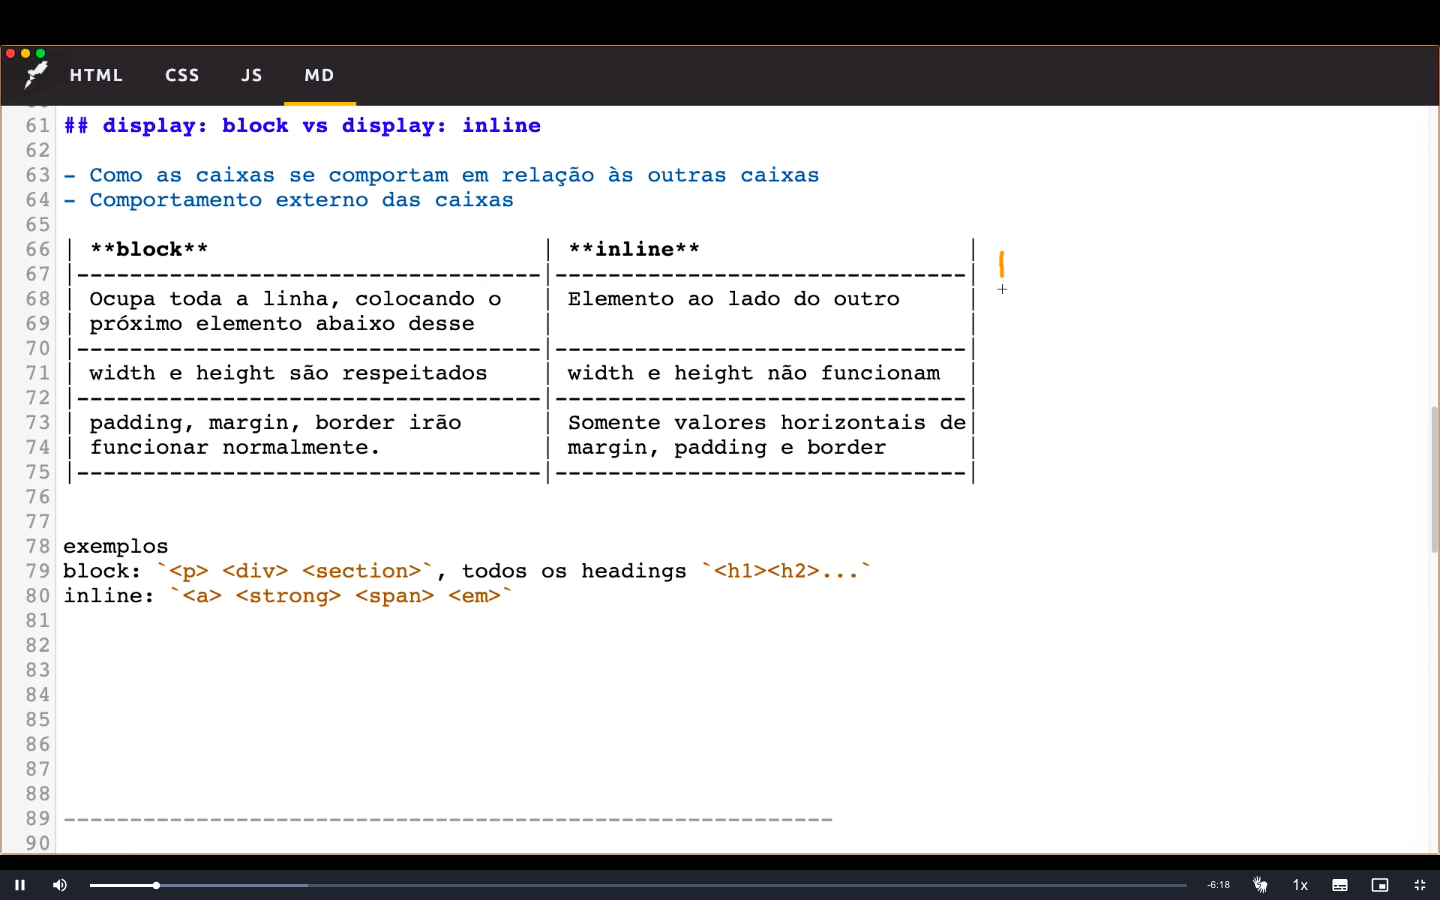 HTML CSS JS MD
61 ## display: block vs display: inline
62
63 - Como as caixas se comportam em relação às outras caixas
64 - Comportamento externo das caixas
65
66 | **block** | **inline** |
67 |-----------------------------------|-------------------------------|
68 | Ocupa toda a linha, colocando o | Elemento ao lado do outro |
69 | próximo elemento abaixo desse | |
70 |-----------------------------------|-------------------------------|
71 | width e height são respeitados | width e height não funcionam |
72 |-----------------------------------|-------------------------------|
73 | padding, margin, border irão | Somente valores horizontais de|
74 | funcionar normalmente. | margin, padding e border |
75 |-----------------------------------|-------------------------------|
76
77
78 exemplos
79 block: `<p> <div> <section>`, todos os headings `<h1><h2>...`
80 inline: `<a> <strong> <span> <em>`
81
82
83
84
85
86
87
88
89 ----------------------------------------------------------
90
-6:18 1x